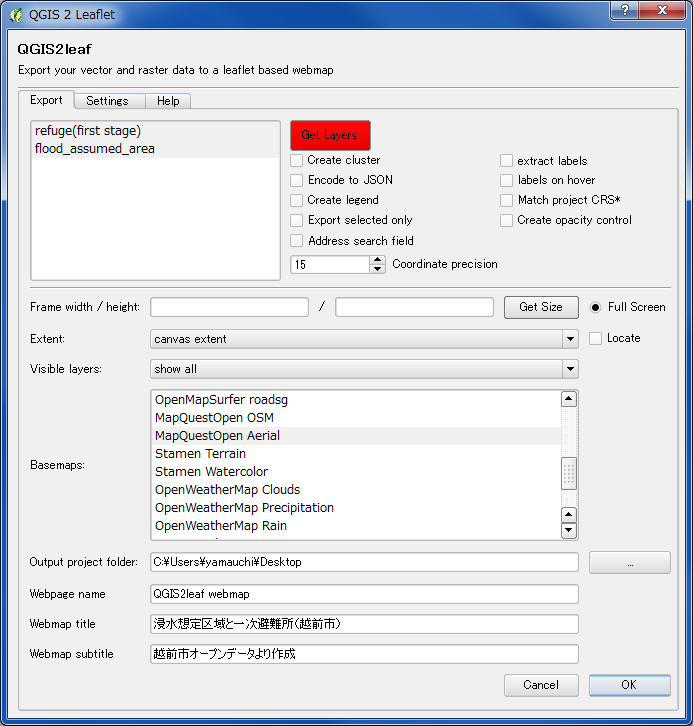 QGIS 2 Leaflet
?
QGIS2leaf
Export your vector and raster data to a leaflet based webmap
Export Settings Help
refuge(first stage)
flood_assumed_area
Get Layers
Create cluster extract labels
Encode to JSON labels on hover
Create legend Match project CRS*
Export selected only Create opacity control
Address search field
15 Coordinate precision
Frame width / height: / Get Size Full Screen
Extent: canvas extent Locate
Visible layers: show all
Basemaps:
OpenMapSurfer roadsg
MapQuestOpen OSM
MapQuestOpen Aerial
Stamen Terrain
Stamen Watercolor
OpenWeatherMap Clouds
OpenWeatherMap Precipitation
OpenWeatherMap Rain
Output project folder: C:¥Users¥yamauchi¥Desktop ...
Webpage name QGIS2leaf webmap
Webmap title 浸水想定区域と一次避難所(越前市)
Webmap subtitle 越前市オープンデータより作成
Cancel OK